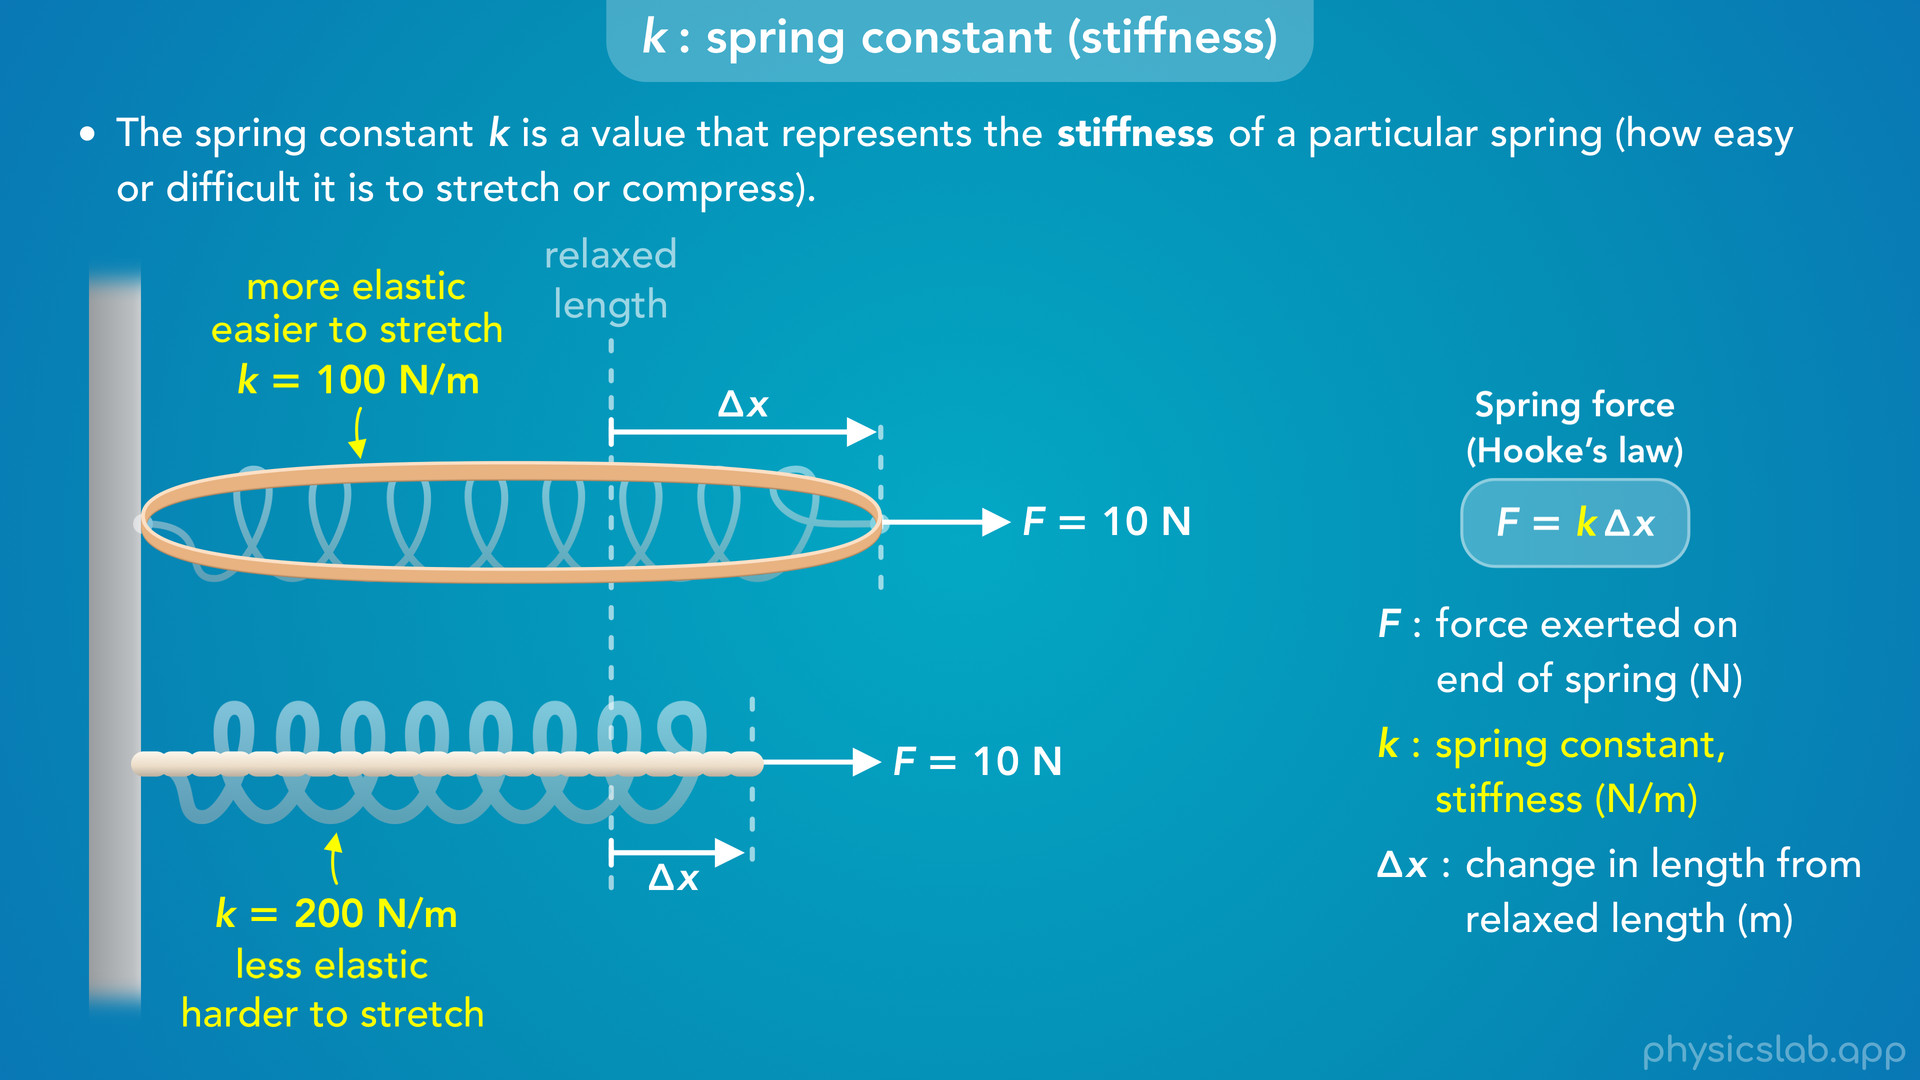 k : spring constant (stiffness)
• The spring constant k is a value that represents the stiffness of a particular spring (how easy
or difficult it is to stretch or compress).
relaxed
length
more elastic
easier to stretch
k = 100 N/m
Δx
F = 10 N
F = 10 N
Δx
k = 200 N/m
less elastic
harder to stretch
Spring force
(Hooke’s law)
F = k Δx
F : force exerted on
end of spring (N)
k : spring constant,
stiffness (N/m)
Δx : change in length from
relaxed length (m)
physicslab.app